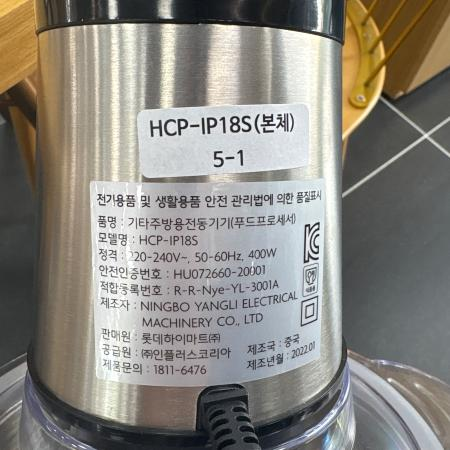 HCP-IP18S(본체)
5-1
전기용품 및 생활용품 안전 관리법에 의한 품질표시
품명 : 기타주방용전동기기(푸드프로세서)
모델명 : HCP-IP18S
정격 : 220-240V~, 50-60Hz, 400W
안전인증번호 : HU072660-20001
적합등록번호 : R-R-Nye-YL-3001A
제조자 : NINGBO YANGLI ELECTRICAL
MACHINERY CO., LTD
판매원 : 롯데하이마트㈜
공급원 : ㈜인플러스코리아 제조국 : 중국
제품문의 : 1811-6476 제조년월 : 2022.01